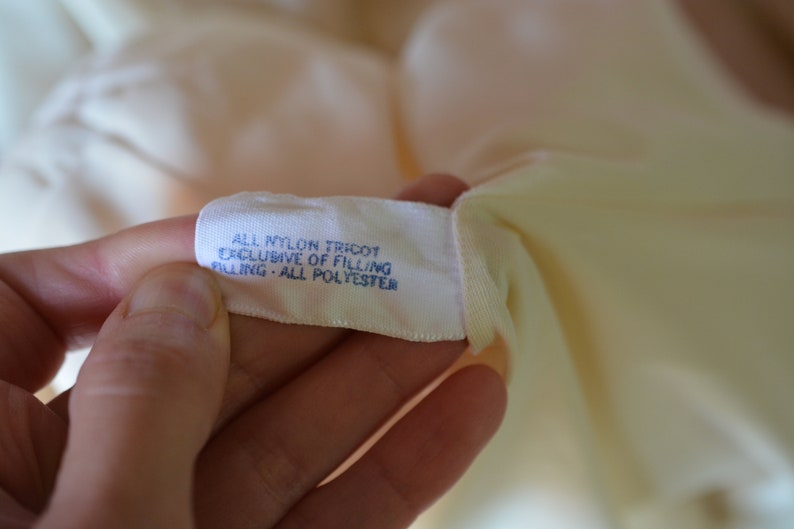 ALL NYLON TRICOT
EXCLUSIVE OF FILLING
FILLING - ALL POLYESTER